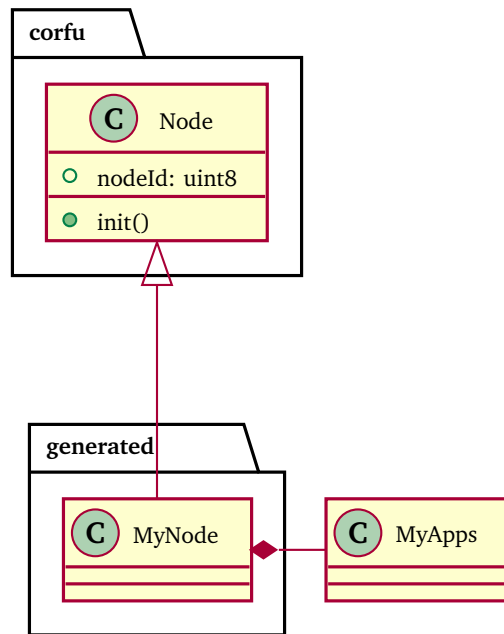 corfu
C Node
nodeId: uint8
init()
generated
C MyNode
C MyApps